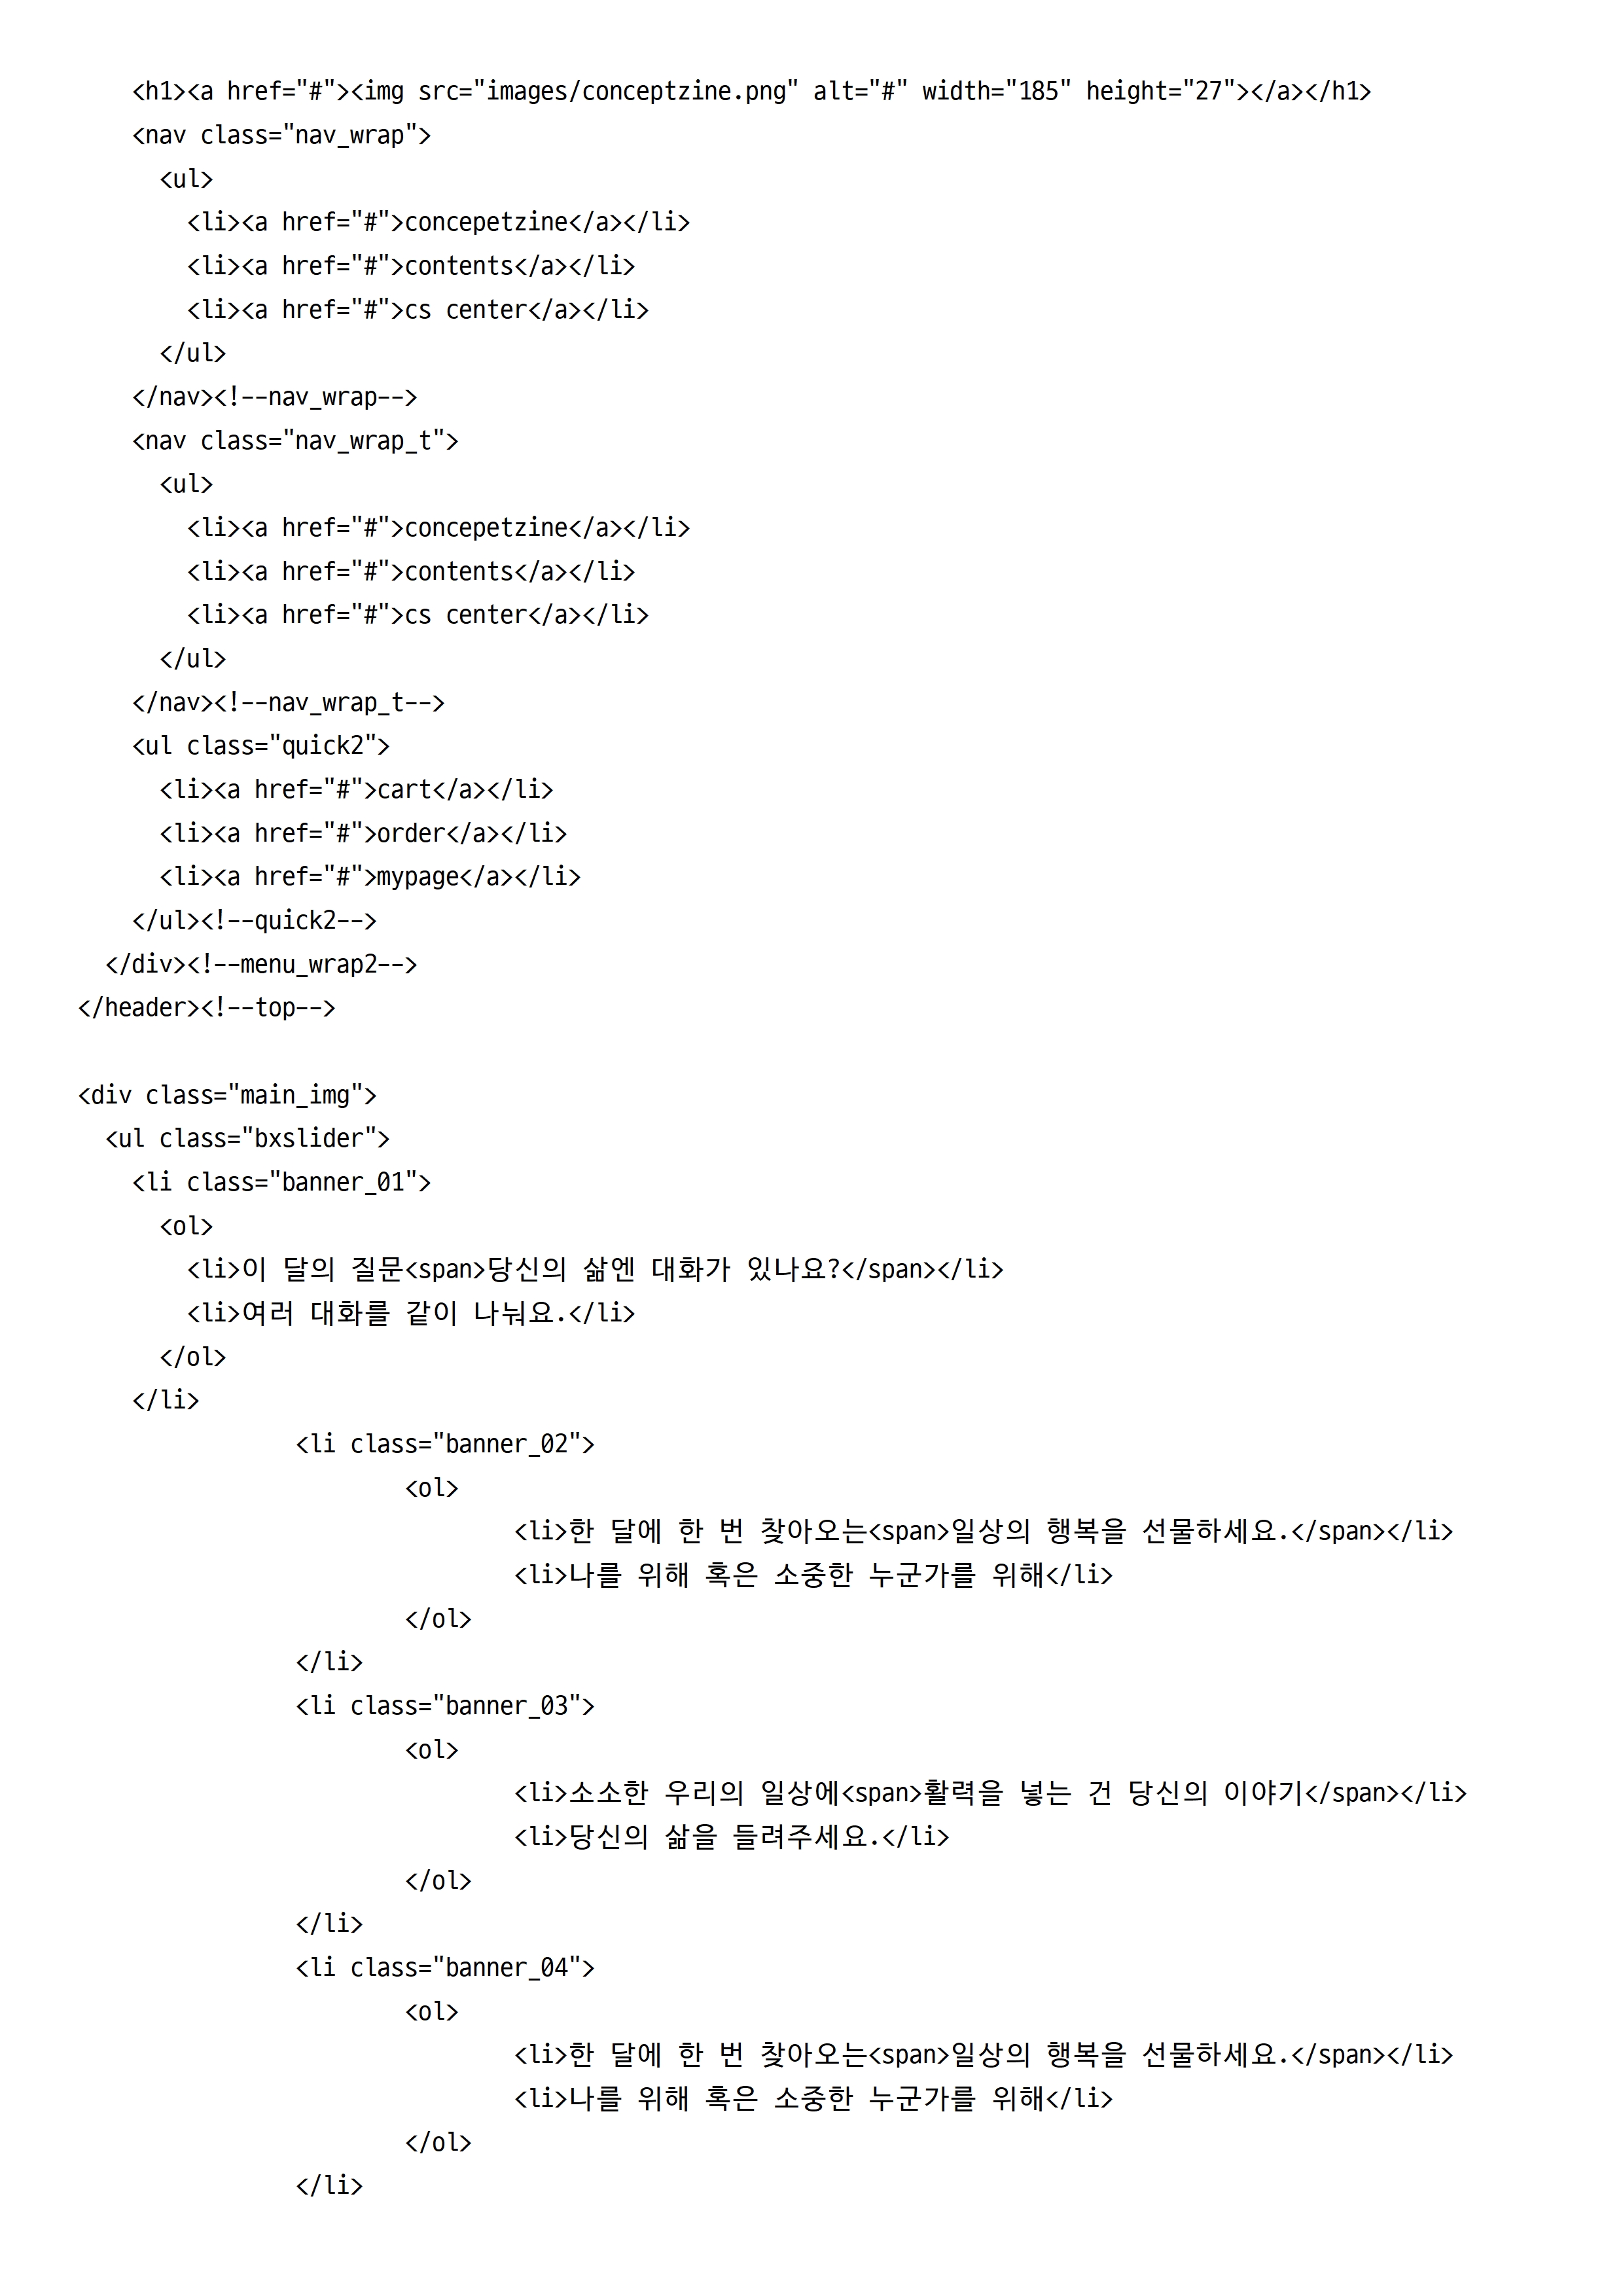 <h1><a href="#"><img src="images/conceptzine.png" alt="#" width="185" height="27"></a></h1>
<nav class="nav_wrap">
<ul>
<li><a href="#">concepetzine</a></li>
<li><a href="#">contents</a></li>
<li><a href="#">cs center</a></li>
</ul>
</nav><!--nav_wrap-->
<nav class="nav_wrap_t">
<ul>
<li><a href="#">concepetzine</a></li>
<li><a href="#">contents</a></li>
<li><a href="#">cs center</a></li>
</ul>
</nav><!--nav_wrap_t-->
<ul class="quick2">
<li><a href="#">cart</a></li>
<li><a href="#">order</a></li>
<li><a href="#">mypage</a></li>
</ul><!--quick2-->
</div><!--menu_wrap2-->
</header><!--top-->
<div class="main_img">
<ul class="bxslider">
<li class="banner_01">
<ol>
<li>이 달의 질문<span>당신의 삶엔 대화가 있나요?</span></li>
<li>여러 대화를 같이 나눠요.</li>
</ol>
</li>
<li class="banner_02">
<ol>
<li>한 달에 한 번 찾아오는<span>일상의 행복을 선물하세요.</span></li>
<li>나를 위해 혹은 소중한 누군가를 위해</li>
</ol>
</li>
<li class="banner_03">
<ol>
<li>소소한 우리의 일상에<span>활력을 넣는 건 당신의 이야기</span></li>
<li>당신의 삶을 들려주세요.</li>
</ol>
</li>
<li class="banner_04">
<ol>
<li>한 달에 한 번 찾아오는<span>일상의 행복을 선물하세요.</span></li>
<li>나를 위해 혹은 소중한 누군가를 위해</li>
</ol>
</li>